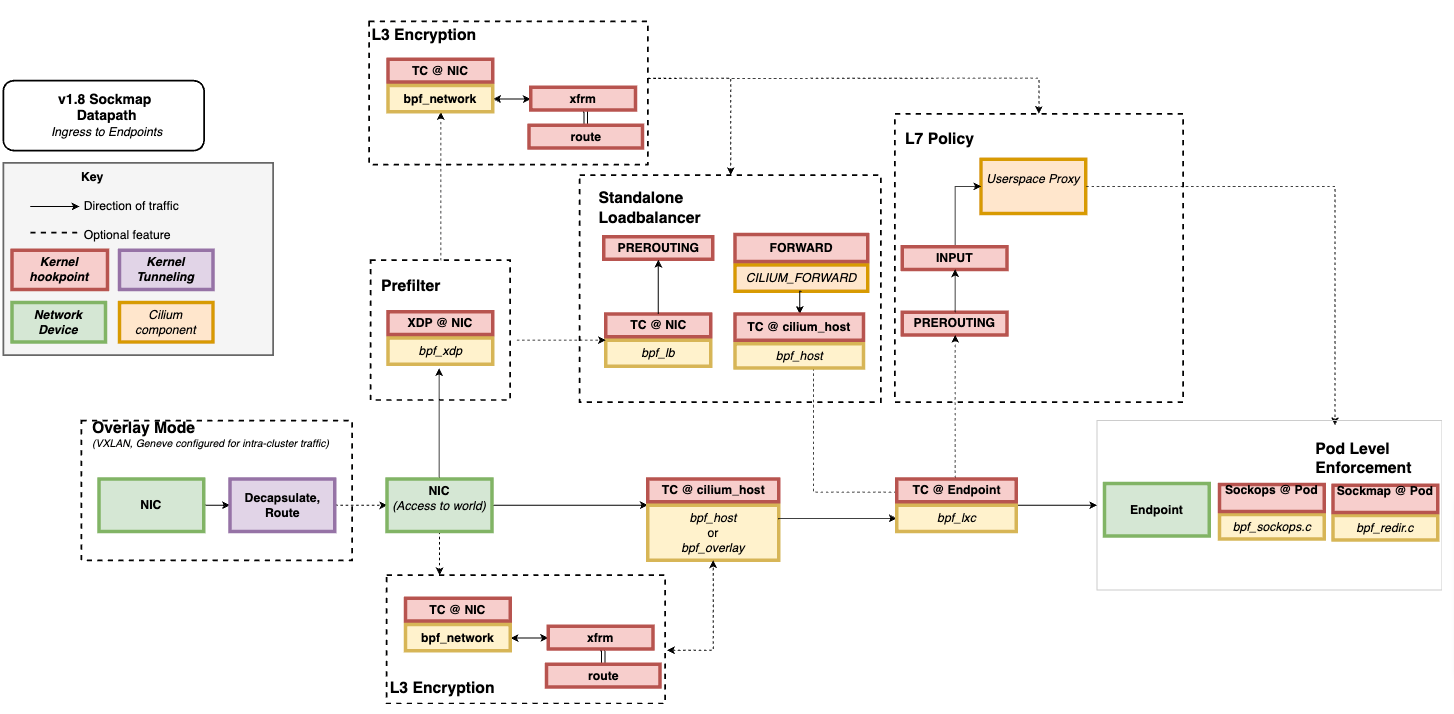 v1.8 Sockmap
Datapath
Ingress to Endpoints
Key
Direction of traffic
Optional feature
Kernel
hookpoint
Kernel
Tunneling
Network
Device
Cilium
component
L3 Encryption
TC @ NIC
bpf_network
xfrm
route
Prefilter
XDP @ NIC
bpf_xdp
Standalone
Loadbalancer
PREROUTING
TC @ NIC
bpf_lb
FORWARD
CILIUM_FORWARD
TC @ cilium_host
bpf_host
L7 Policy
Userspace Proxy
INPUT
PREROUTING
Overlay Mode
(VXLAN, Geneve configured for intra-cluster traffic)
NIC
Decapsulate,
Route
NIC
(Access to world)
TC @ cilium_host
bpf_host
or
bpf_overlay
TC @ Endpoint
bpf_lxc
Pod Level
Enforcement
Endpoint
Sockops @ Pod
bpf_sockops.c
Sockmap @ Pod
bpf_redir.c
TC @ NIC
bpf_network
xfrm
route
L3 Encryption